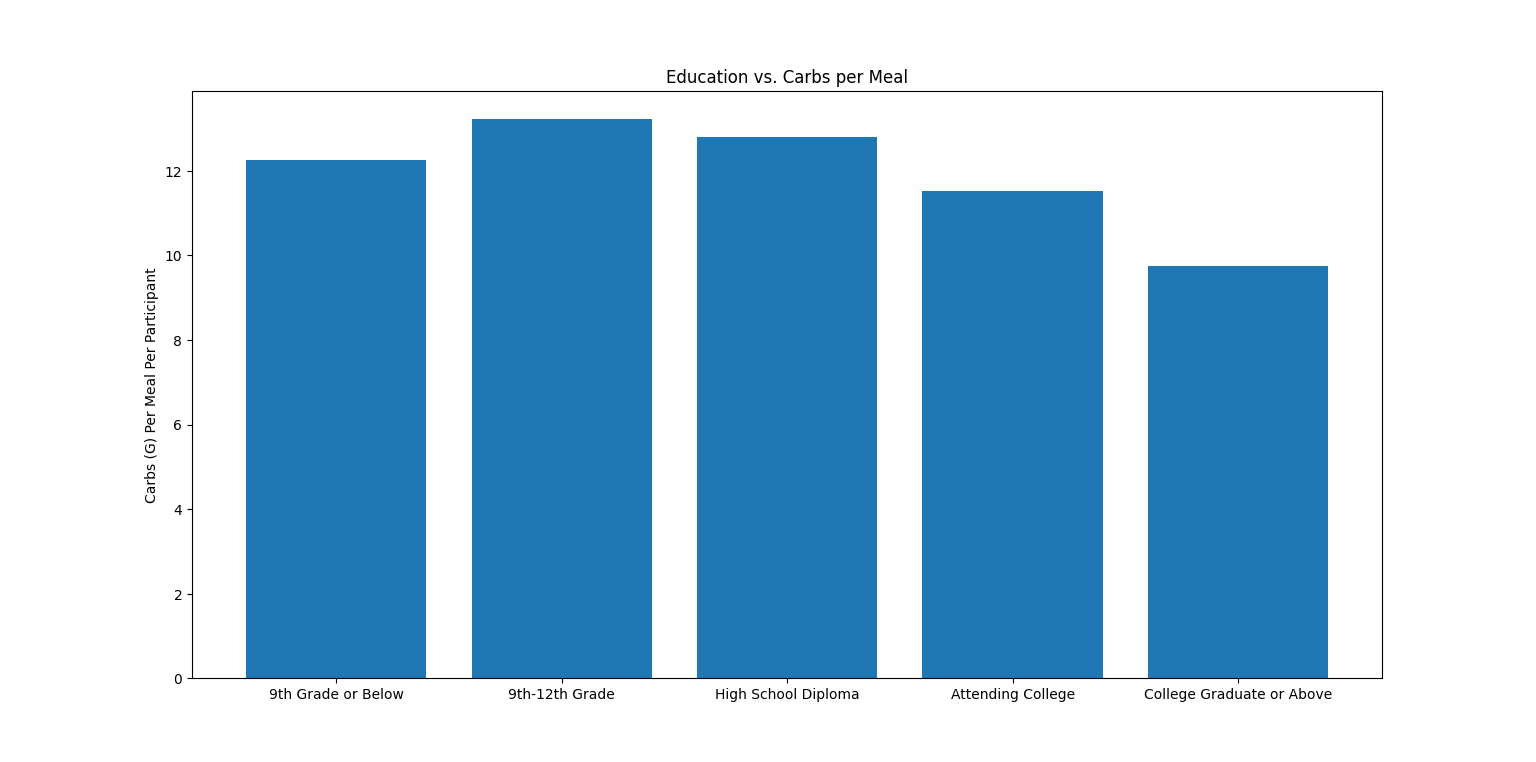 Education vs. Carbs per Meal
Carbs (G) Per Meal Per Participant
12
10
8
6
4
2
0
9th Grade or Below
9th-12th Grade
High School Diploma
Attending College
College Graduate or Above